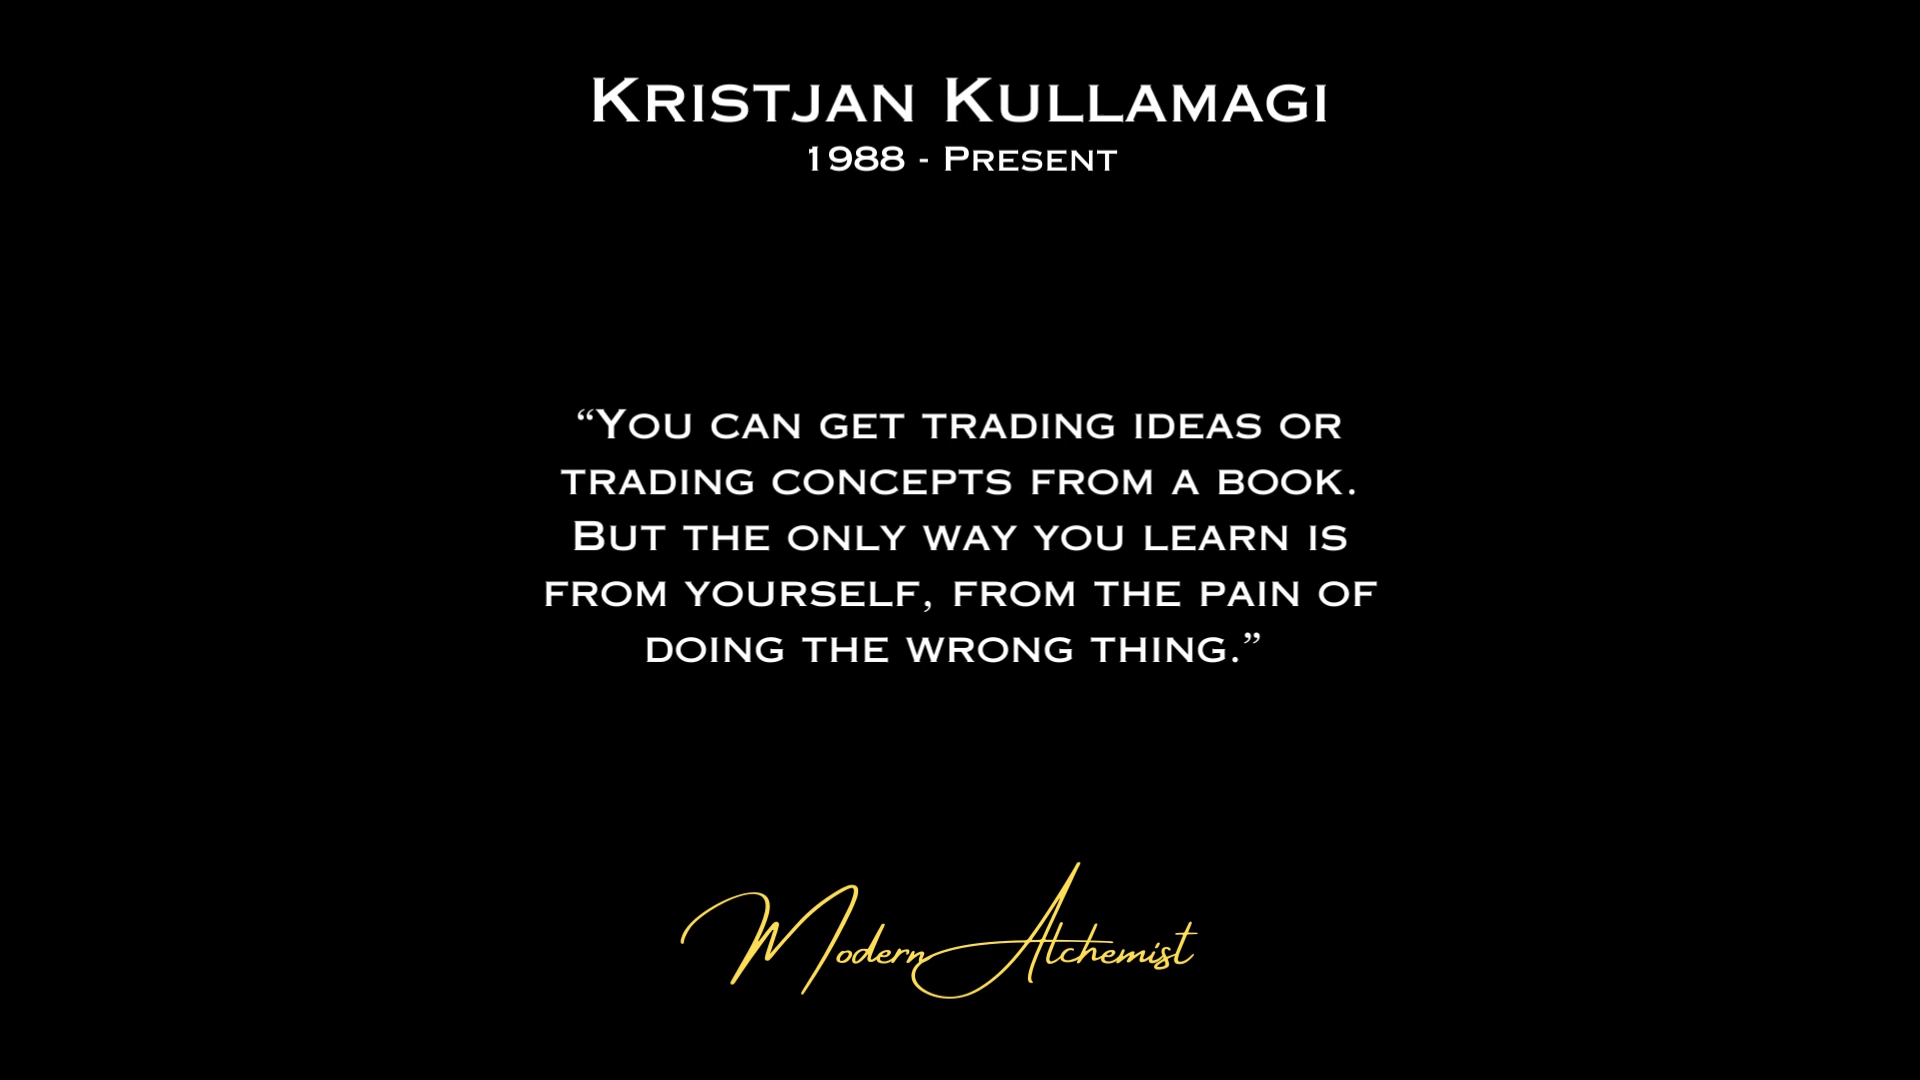 Kristjan Kullamagi
1988 - Present
“You can get trading ideas or
trading concepts from a book.
But the only way you learn is
from yourself, from the pain of
doing the wrong thing.”
Modern Alchemist